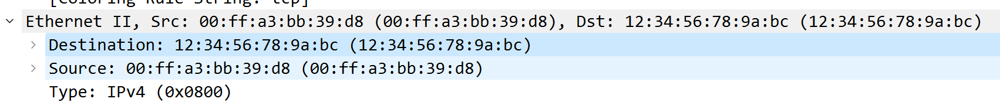 [Coloring Rule String: tcp]
Ethernet II, Src: 00:ff:a3:bb:39:d8 (00:ff:a3:bb:39:d8), Dst: 12:34:56:78:9a:bc (12:34:56:78:9a:bc)
Destination: 12:34:56:78:9a:bc (12:34:56:78:9a:bc)
Source: 00:ff:a3:bb:39:d8 (00:ff:a3:bb:39:d8)
Type: IPv4 (0x0800)